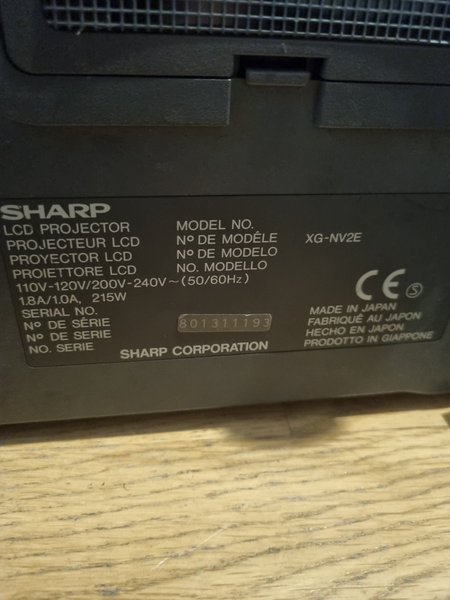 SHARP
LCD PROJECTOR MODEL NO.
PROJECTEUR LCD Nº DE MODÈLE XG-NV2E
PROYECTOR LCD Nº DE MODELO
PROIETTORE LCD NO. MODELLO
110V-120V/200V-240V~(50/60Hz)
1.8A/1.0A, 215W
SERIAL NO.
Nº DE SÉRIE 801311193
Nº DE SERIE
NO. SERIE SHARP CORPORATION
CE S
MADE IN JAPAN
FABRIQUÉ AU JAPON
HECHO EN JAPON
PRODOTTO IN GIAPPONE